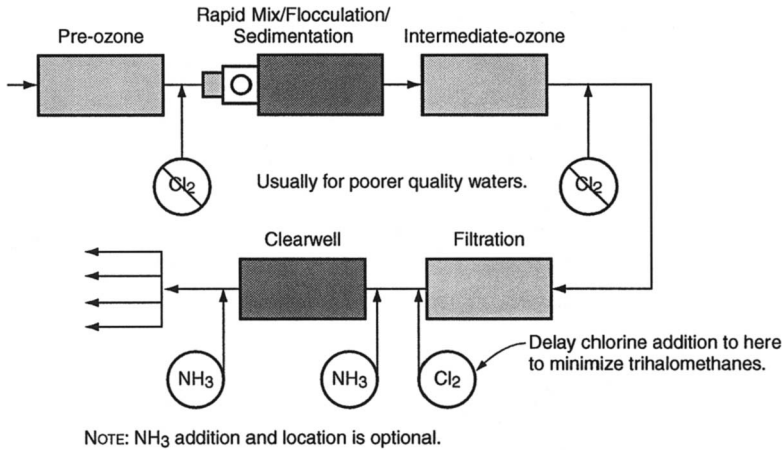 Rapid Mix/Flocculation/
Pre-ozone
Sedimentation
Intermediate-ozone
Cl2
Usually for poorer quality waters.
Cl2
Clearwell
Filtration
NH3
NH3
Cl2
Delay chlorine addition to here
to minimize trihalomethanes.
NOTE: NH3 addition and location is optional.